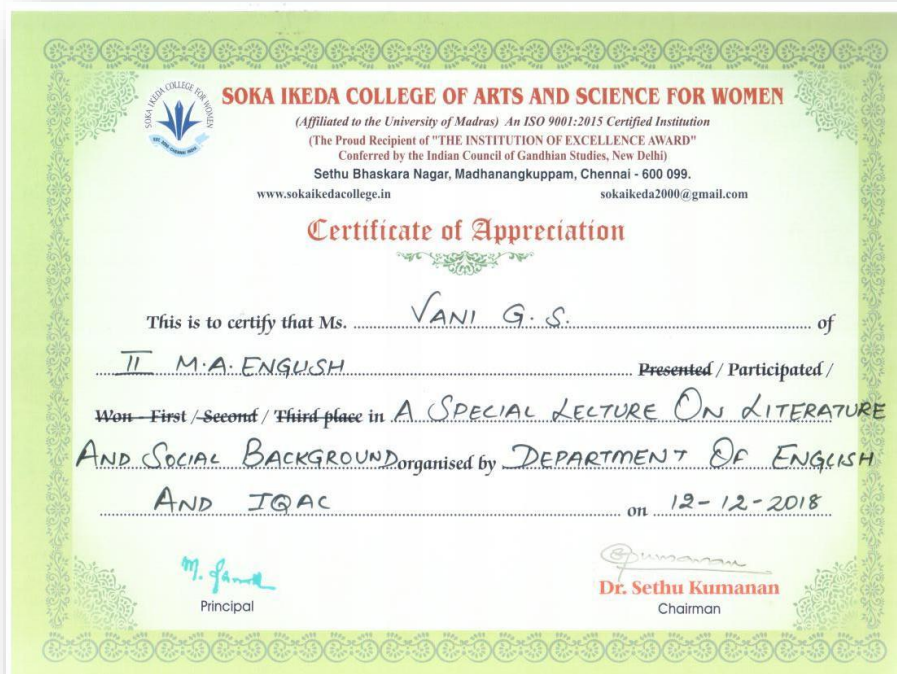 SOKA IKEDA COLLEGE FOR WOMEN
SOKA IKEDA COLLEGE OF ARTS AND SCIENCE FOR WOMEN
(Affiliated to the University of Madras) An ISO 9001:2015 Certified Institution
(The Proud Recipient of "THE INSTITUTION OF EXCELLENCE AWARD"
Conferred by the Indian Council of Gandhian Studies, New Delhi)
Sethu Bhaskara Nagar, Madhanangkuppam, Chennai - 600 099.
www.sokaikedacollege.in sokaikeda2000@gmail.com
Certificate of Appreciation
This is to certify that Ms. VANI G. S. of
II M.A. ENGLISH Presented / Participated /
Won - First / Second / Third place in A SPECIAL LECTURE ON LITERATURE
AND SOCIAL BACKGROUND organised by DEPARTMENT OF ENGLISH
AND IQAC on 12-12-2018
Principal
Dr. Sethu Kumanan
Chairman